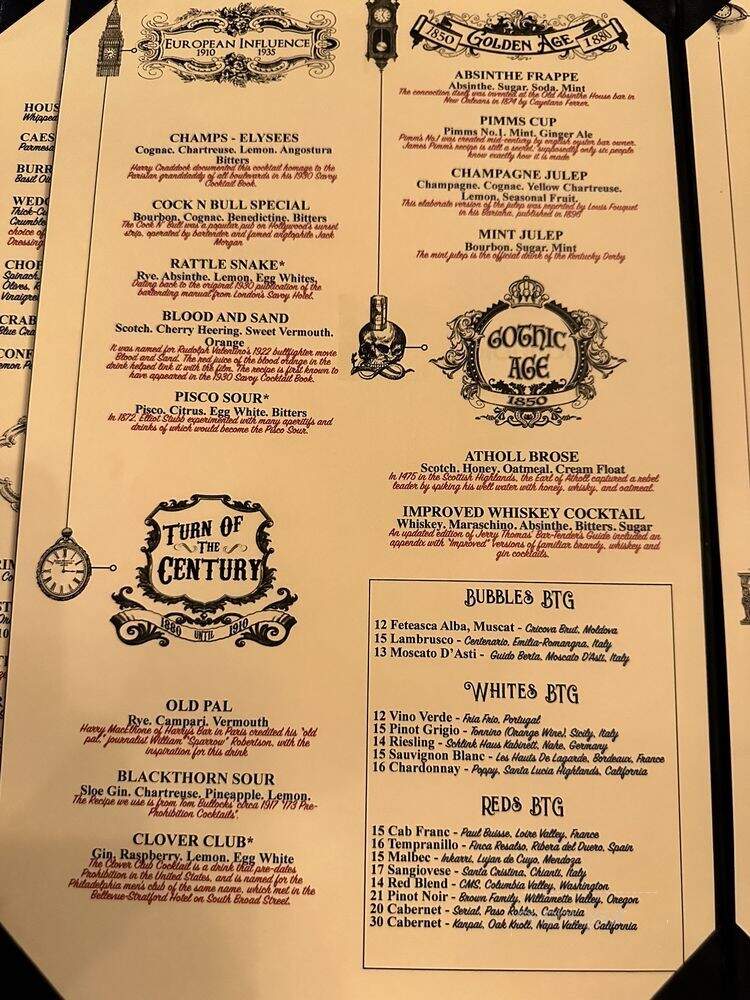 HOUS
Whipped
CAES
Parmesa
BURR
Basil Oi
WEDG
Thick-Cu
Crumble
choice of
Dressing
CHOP
Spinach,
Olives, R
Vinaigre
CRAB
Blue Cra
CONF
emon P
EUROPEAN INFLUENCE
1910 1935
CHAMPS - ELYSEES
Cognac. Chartreuse. Lemon. Angostura
Bitters
Harry Craddock documented this cocktail homage to the
Parisian granddaddy of all boulevards in his 1930 Savoy
Cocktail Book.
COCK N BULL SPECIAL
Bourbon. Cognac. Benedictine. Bitters
The Cock N' Bull was a popular pub on Hollywood's sunset
strip, operated by bartender and famed anglophile Jack
Morgan
RATTLE SNAKE*
Rye. Absinthe. Lemon. Egg Whites.
Dating back to the original 1930 publication of the
bartending manual from London's Savoy Hotel.
BLOOD AND SAND
Scotch. Cherry Heering. Sweet Vermouth.
Orange
It was named for Rudolph Valentino's 1922 bullfighter movie
Blood and Sand. The red juice of the blood orange in the
drink helped link it with the film. The recipe is first known to
have appeared in the 1930 Savoy Cocktail Book.
PISCO SOUR*
Pisco. Citrus. Egg White. Bitters
In 1872, Elliot Stubb experimented with many aperitifs and
drinks of which would become the Pisco Sour.
TURN OF
THE
CENTURY
1880 UNTIL 1910
OLD PAL
Rye. Campari. Vermouth
Harry MacElhone of Harry's Bar in Paris credited his "old
pal," journalist William "Sparrow" Robertson, with the
inspiration for this drink
BLACKTHORN SOUR
Sloe Gin. Chartreuse. Pineapple. Lemon.
The Recipe we use is from Tom Bullocks' circa 1917 "173 Pre-
Prohibition Cocktails".
CLOVER CLUB*
Gin. Raspberry. Lemon. Egg White
The Clover Club Cocktail is a drink that pre-dates
Prohibition in the United States, and is named for the
Philadelphia men's club of the same name, which met in the
Bellevue-Stratford Hotel on South Broad Street.
1850 GOLDEN AGE 1880
ABSINTHE FRAPPE
Absinthe. Sugar. Soda. Mint
The concoction itself was invented at the Old Absinthe House bar in
New Orleans in 1874 by Cayetano Ferrer.
PIMMS CUP
Pimms No.1. Mint. Ginger Ale
Pimm's No.1 was created mid-century by english oyster bar owner.
James Pimm's recipe is still a secret, "supposedly only six people
know exactly how it is made"
CHAMPAGNE JULEP
Champagne. Cognac. Yellow Chartreuse.
Lemon. Seasonal Fruit.
This elaborate version of the julep was reported by Louis Fouquet
in his Bariana, published in 1896
MINT JULEP
Bourbon. Sugar. Mint
The mint julep is the official drink of the Kentucky Derby
GOTHIC
AGE
1850
ATHOLL BROSE
Scotch. Honey. Oatmeal. Cream Float
In 1475 in the Scottish Highlands, the Earl of Atholl captured a rebel
leader by spiking his well water with honey, whisky, and oatmeal.
IMPROVED WHISKEY COCKTAIL
Whiskey. Maraschino. Absinthe. Bitters. Sugar
An updated edition of Jerry Thomas' Bar-Tender's Guide included an
appendix with "Improved" versions of familiar brandy, whiskey and
gin cocktails.
BUBBLES BTG
12 Feteasca Alba, Muscat - Cricova Brut, Moldova
15 Lambrusco - Centenario, Emilia-Romangna, Italy
13 Moscato D'Asti - Guido Berta, Moscato D'Asti, Italy
WHITES BTG
12 Vino Verde - Fria Frio, Portugal
15 Pinot Grigio - Tonnino (Orange Wine), Sicily, Italy
14 Riesling - Schlink Haus Kabinett, Nahe, Germany
15 Sauvignon Blanc - Les Hauts De Lagarde, Bordeaux, France
16 Chardonnay - Poppy, Santa Lucia Highlands, California
REDS BTG
15 Cab Franc - Paul Buisse, Loire Valley, France
16 Tempranillo - Finca Resalso, Ribera del Duero, Spain
15 Malbec - Inkarri, Lujan de Cuyo, Mendoza
17 Sangiovese - Santa Cristina, Chianti, Italy
14 Red Blend - CMS, Columbia Valley, Washington
21 Pinot Noir - Brown Family, Willamette Valley, Oregon
20 Cabernet - Serial, Paso Robles, California
30 Cabernet - Kanpai, Oak Knoll, Napa Valley, California